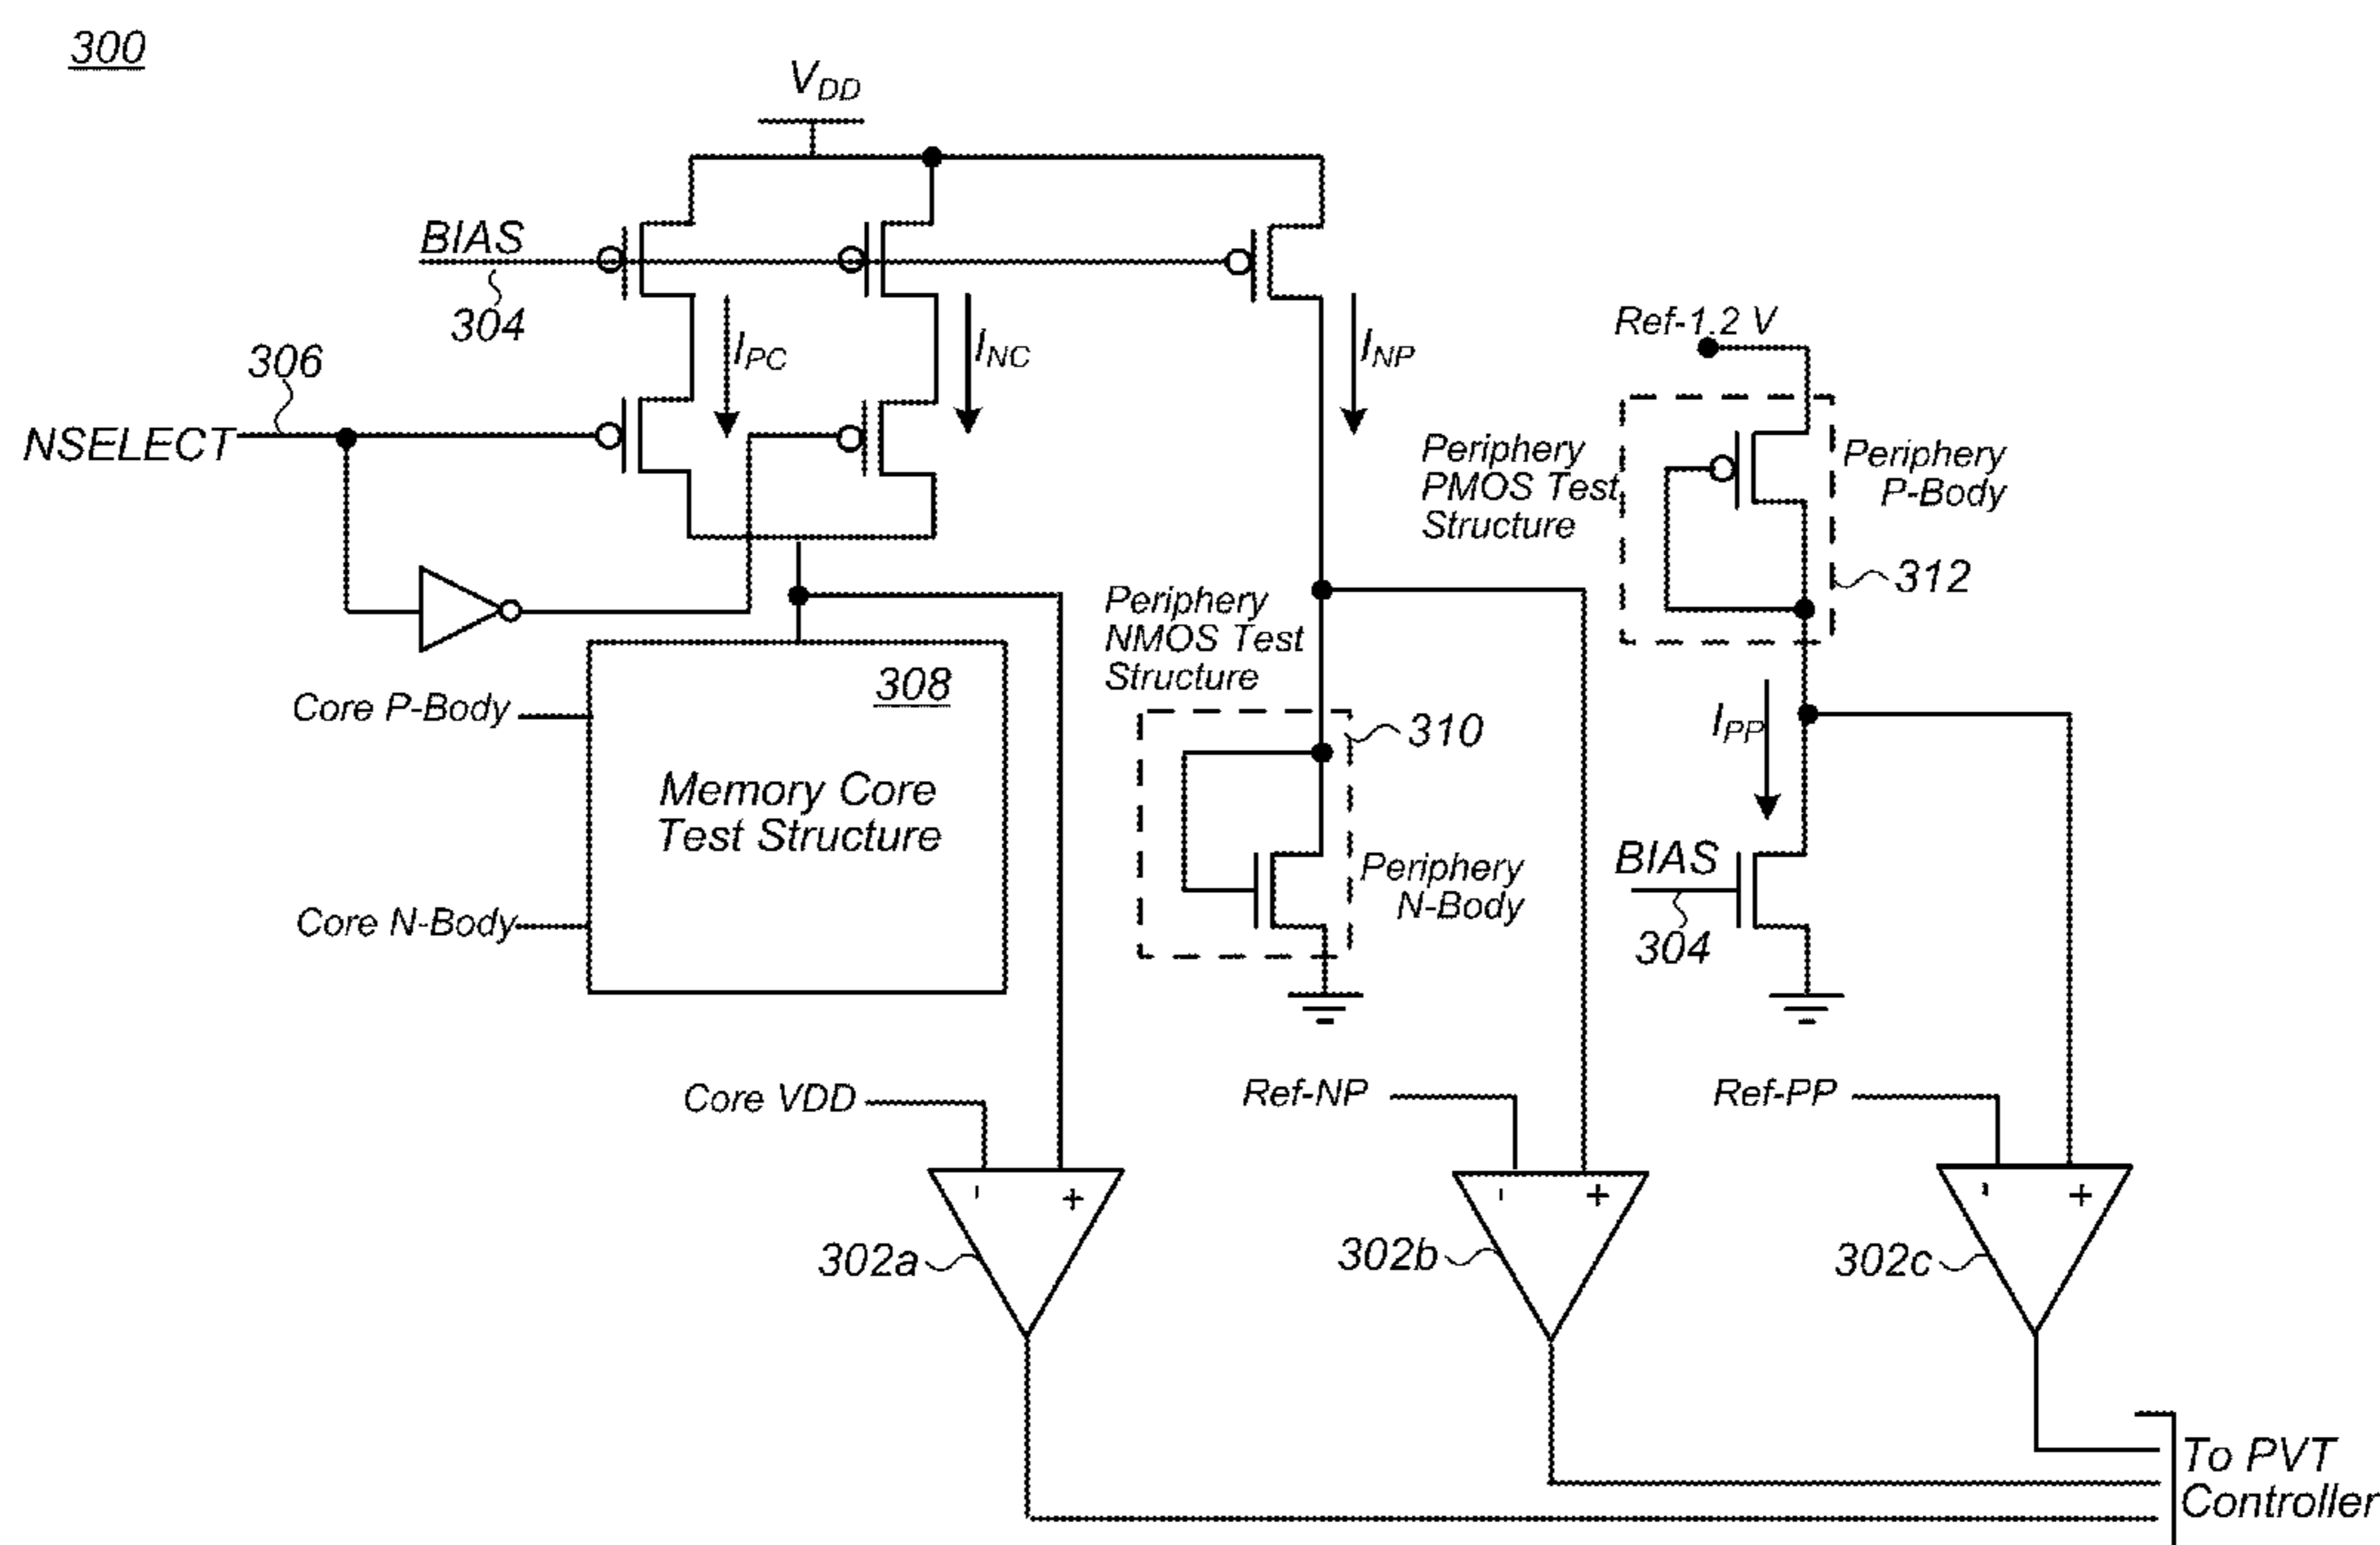 300
VDD
BIAS
304
IPC
INC
INP
Ref-1.2 V
306
NSELECT
Periphery
PMOS Test
Structure
Periphery
P-Body
312
Periphery
NMOS Test
Structure
308
Core P-Body
310
IPP
Memory Core
Test Structure
BIAS
Periphery
N-Body
Core N-Body
304
Core VDD
Ref-NP
Ref-PP
- +
- +
- +
302a
302b
302c
To PVT
Controller